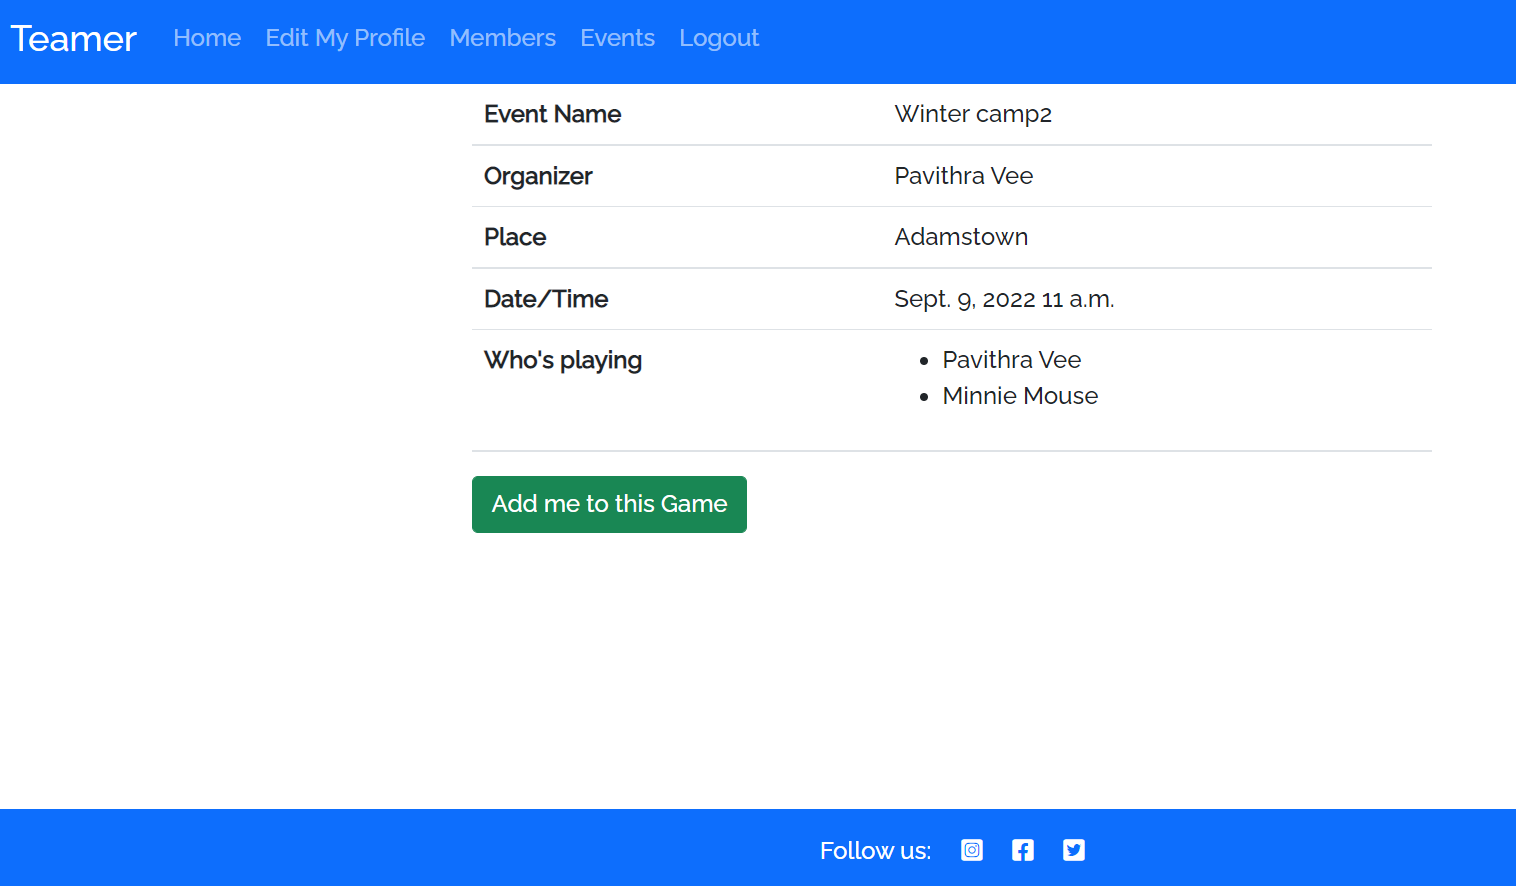 Teamer Home Edit My Profile Members Events Logout
Event Name Winter camp2
Organizer Pavithra Vee
Place Adamstown
Date/Time Sept. 9, 2022 11 a.m.
Who's playing • Pavithra Vee
• Minnie Mouse
Add me to this Game
Follow us: